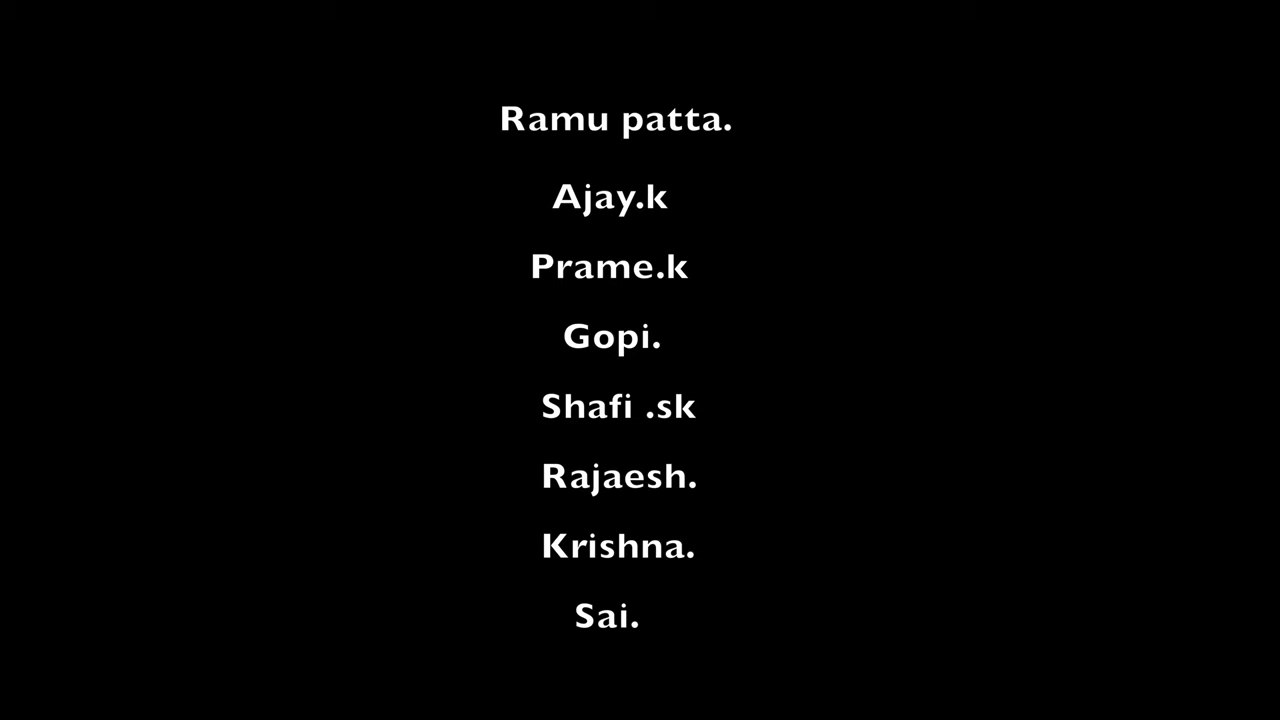 Ramu patta.
Ajay.k
Prame.k
Gopi.
Shafi .sk
Rajaesh.
Krishna.
Sai.